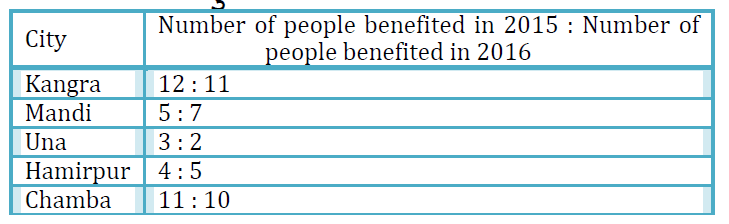 City
Number of people benefited in 2015 : Number of
people benefited in 2016
Kangra 12 : 11
Mandi 5 : 7
Una 3 : 2
Hamirpur 4 : 5
Chamba 11 : 10